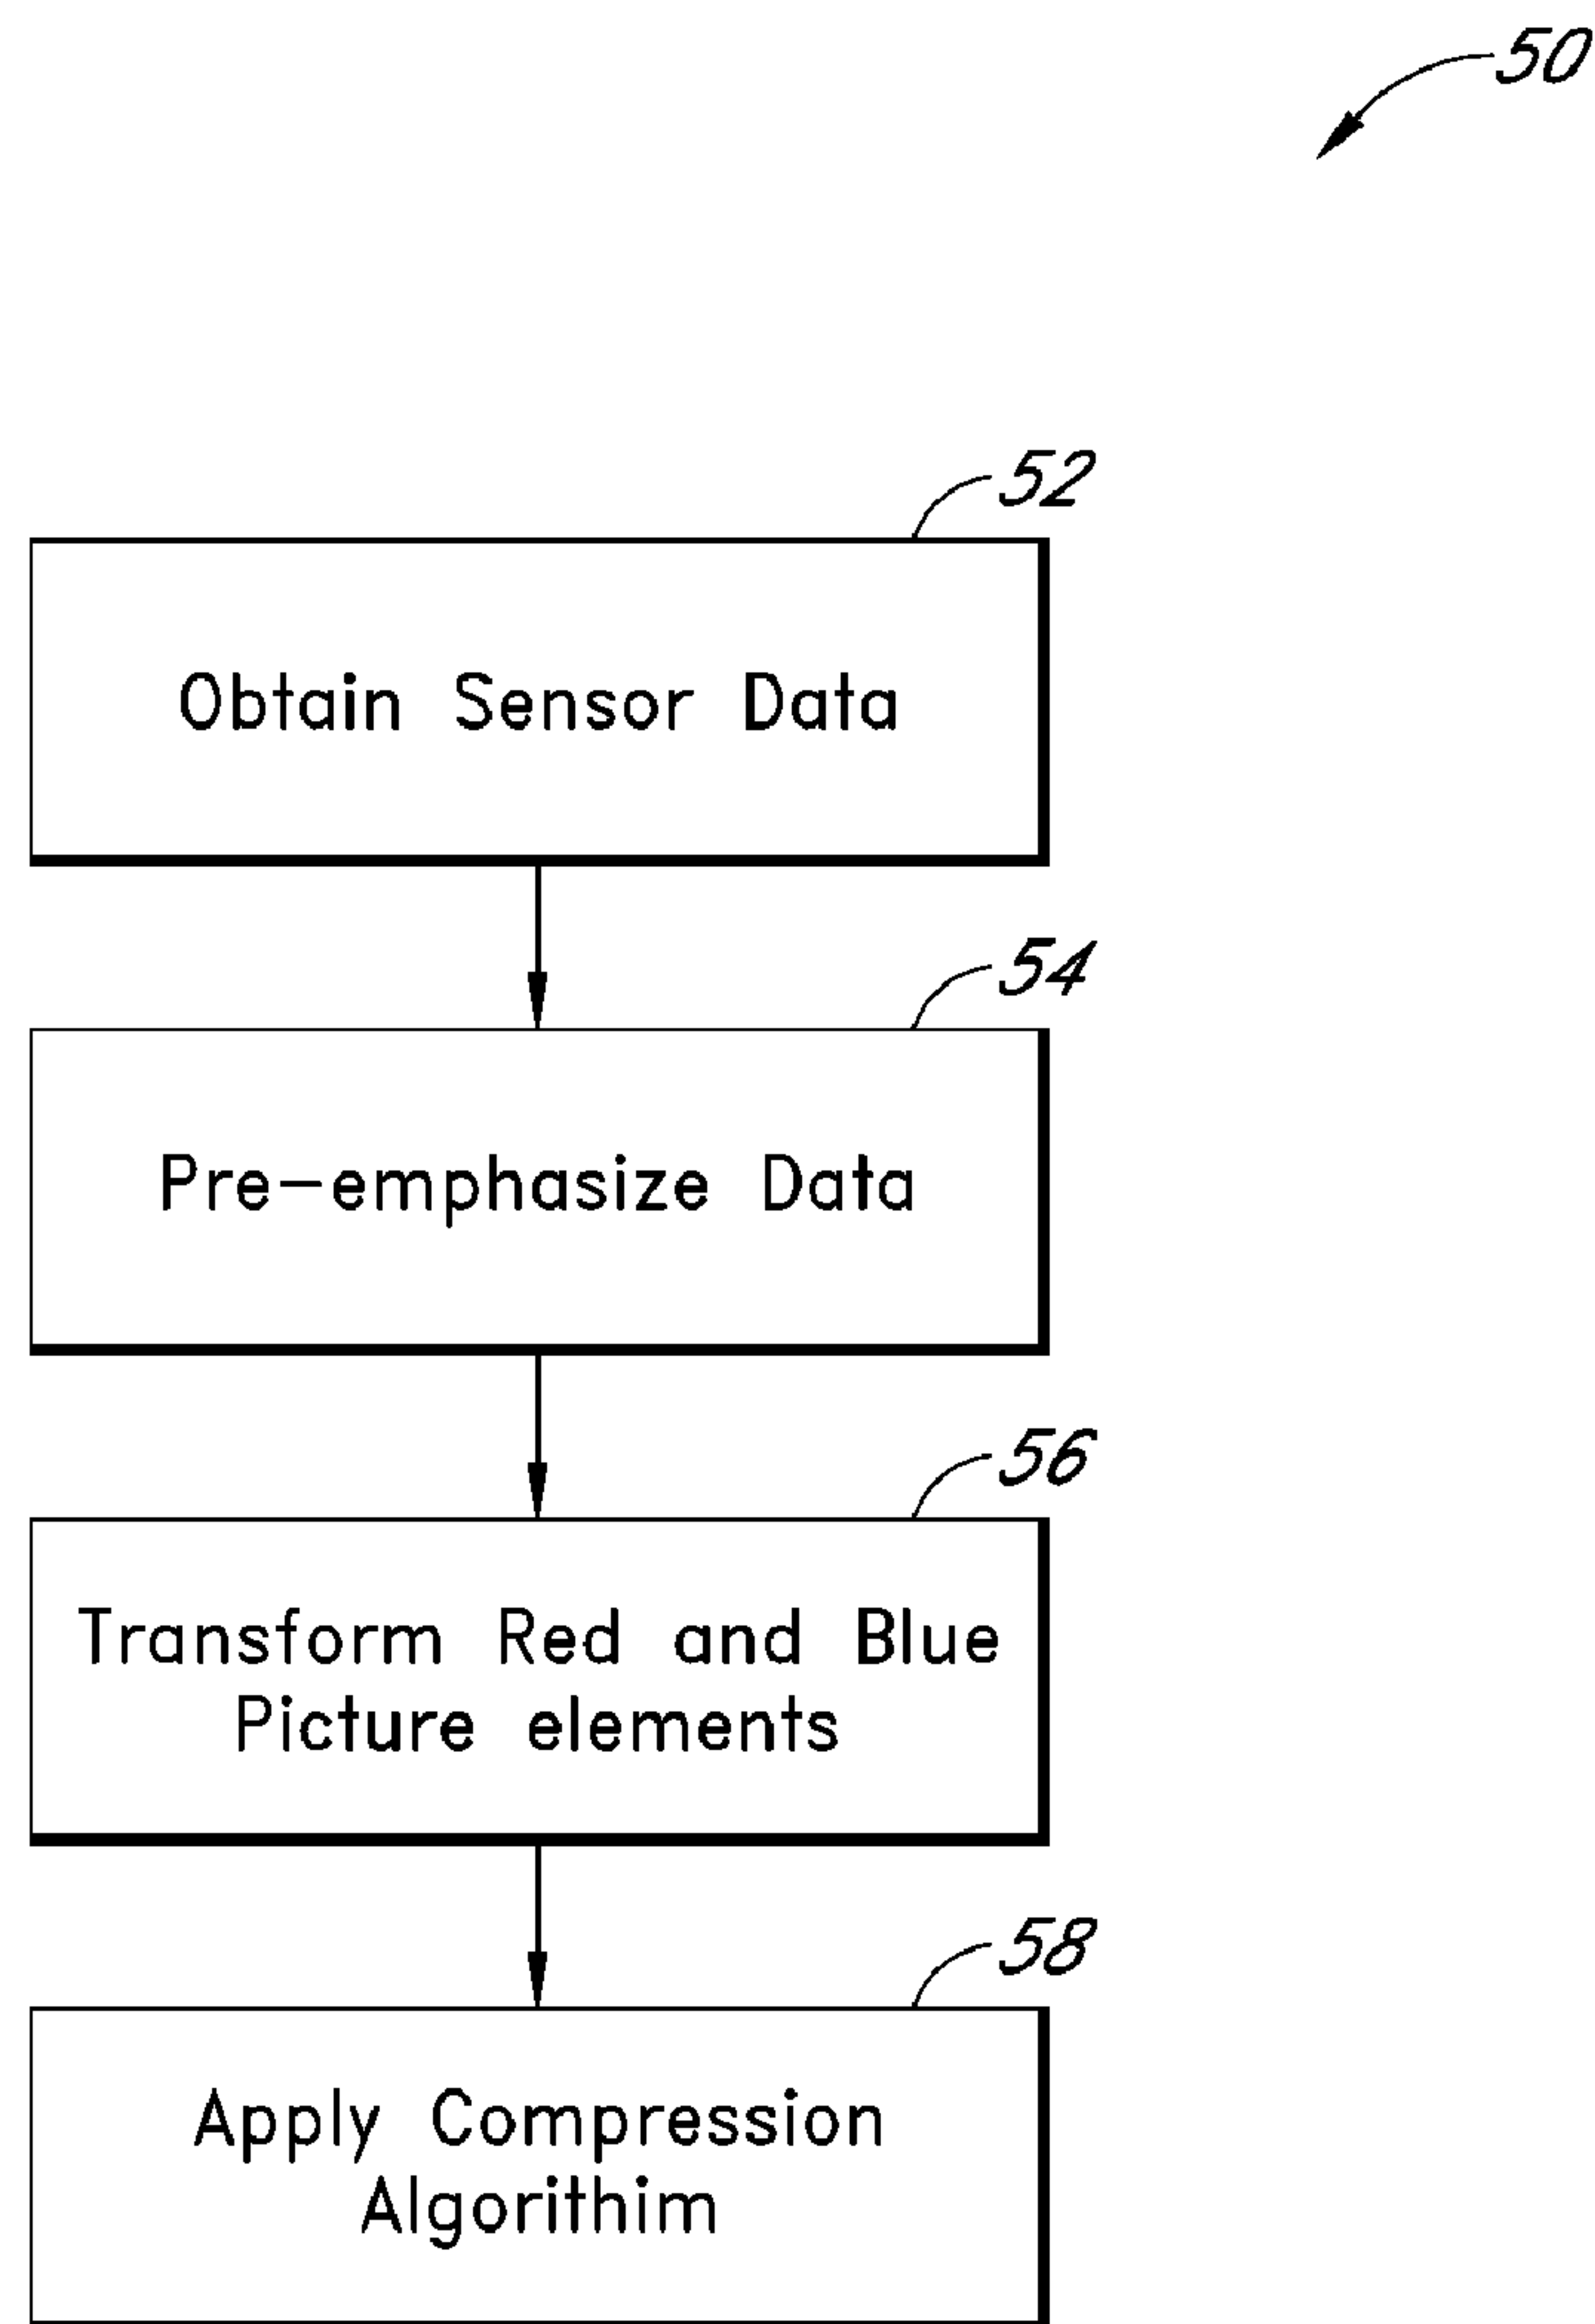 50
52
Obtain Sensor Data
54
Pre-emphasize Data
56
Transform Red and Blue
Picture elements
58
Apply Compression
Algorithim